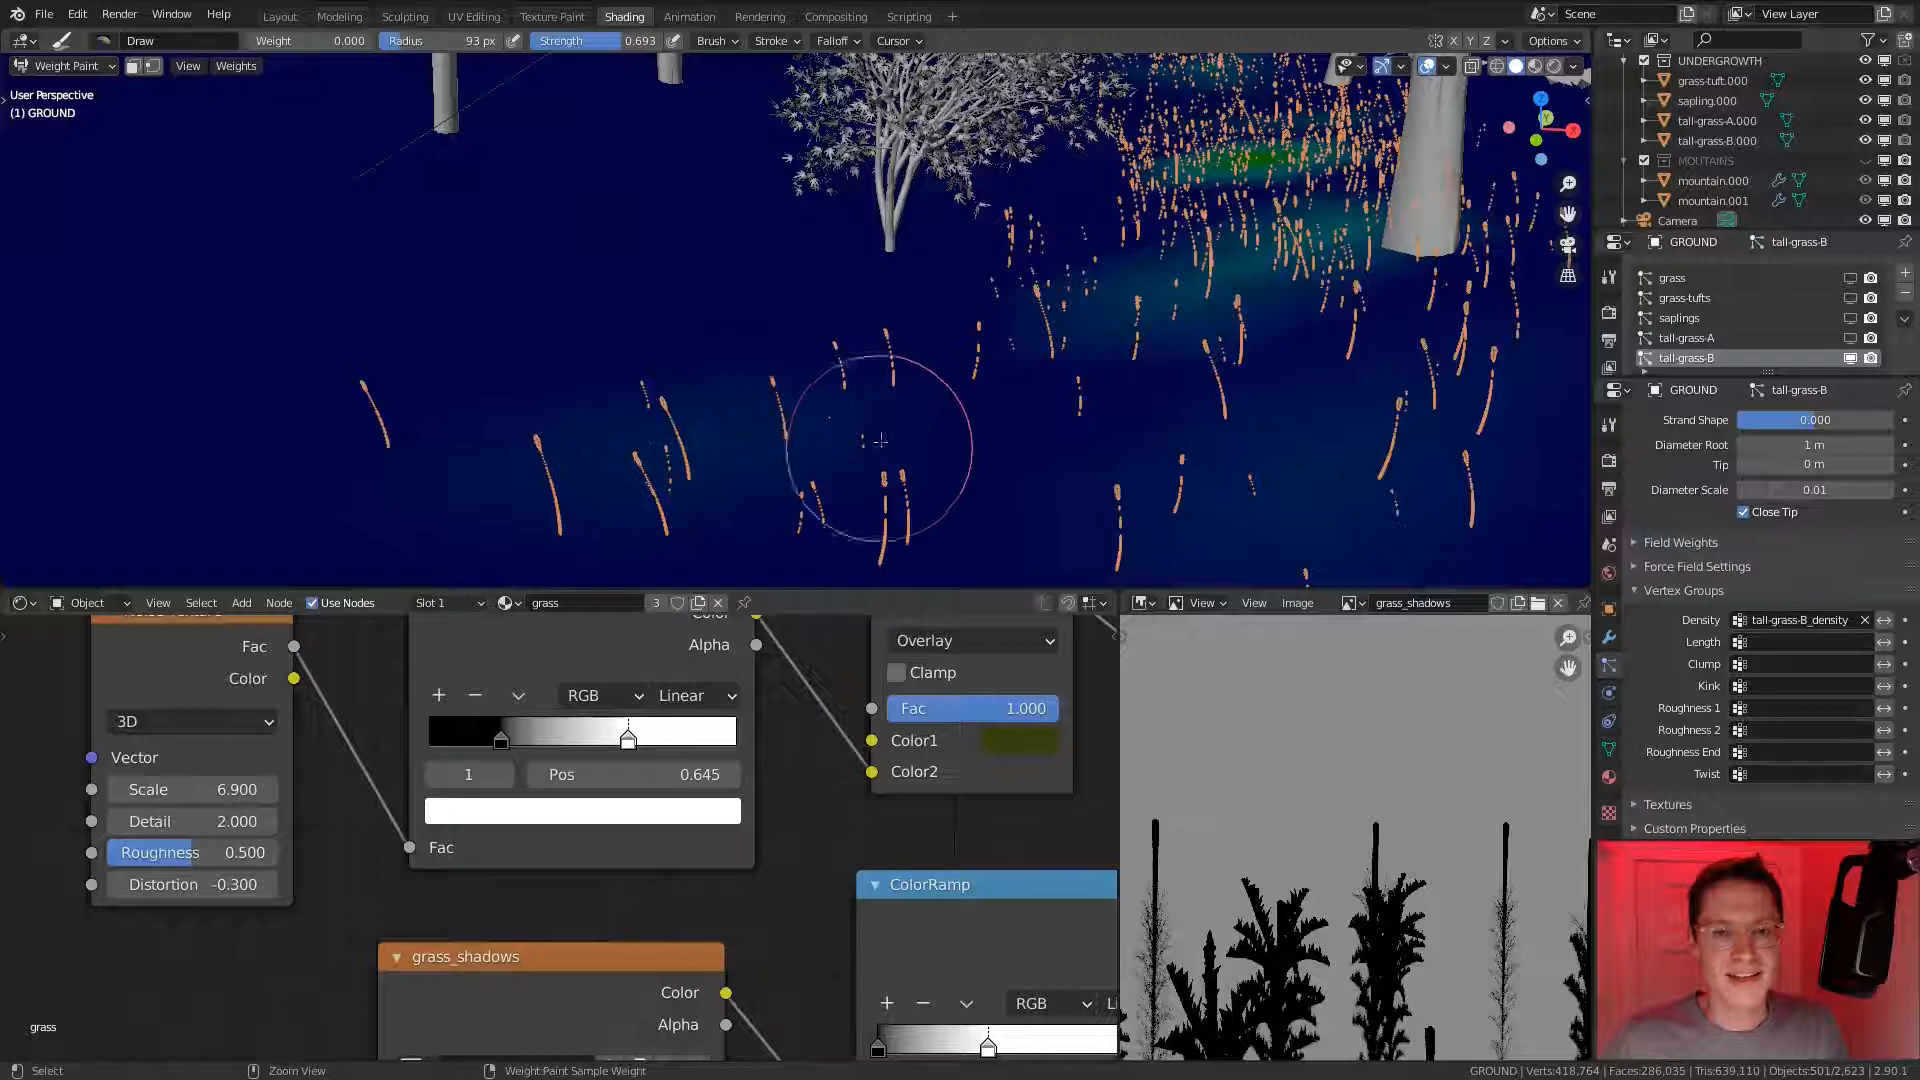 File Edit Render Window Help Layout Modeling Sculpting UV Editing Texture Paint Shading Animation Rendering Compositing Scripting Scene View Layer
Draw Weight 0.000 Radius 93 px Strength 0.693 Brush Stroke Falloff Cursor X Y Z Options
Weight Paint View Weights
User Perspective
(1) GROUND
UNDERGROWTH
grass-tuft.000
sapling.000
tall-grass-A.000
tall-grass-B.000
MOUTAINS
mountain.000
mountain.001
Camera
GROUND tall-grass-B
grass
grass-tufts
saplings
tall-grass-A
tall-grass-B
GROUND tall-grass-B
Strand Shape 0.000
Diameter Root 1 m
Tip 0 m
Diameter Scale 0.01
Close Tip
Field Weights
Force Field Settings
Vertex Groups
Density tall-grass-B_density
Length
Clump
Kink
Roughness 1
Roughness 2
Roughness End
Twist
Textures
Custom Properties
Object View Select Add Node Use Nodes Slot 1 grass 3
Fac
Color
3D
Vector
Scale 6.900
Detail 2.000
Roughness 0.500
Distortion -0.300
Alpha
RGB Linear
1 Pos 0.645
Fac
Overlay
Clamp
Fac 1.000
Color1
Color2
grass_shadows
Color
Alpha
ColorRamp
RGB
grass
View View Image grass_shadows
Select Zoom View Weight Paint Sample Weight GROUND | Verts:418,764 | Faces:286,035 | Tris:639,110 | Objects:501/2,623 | 2.90.1